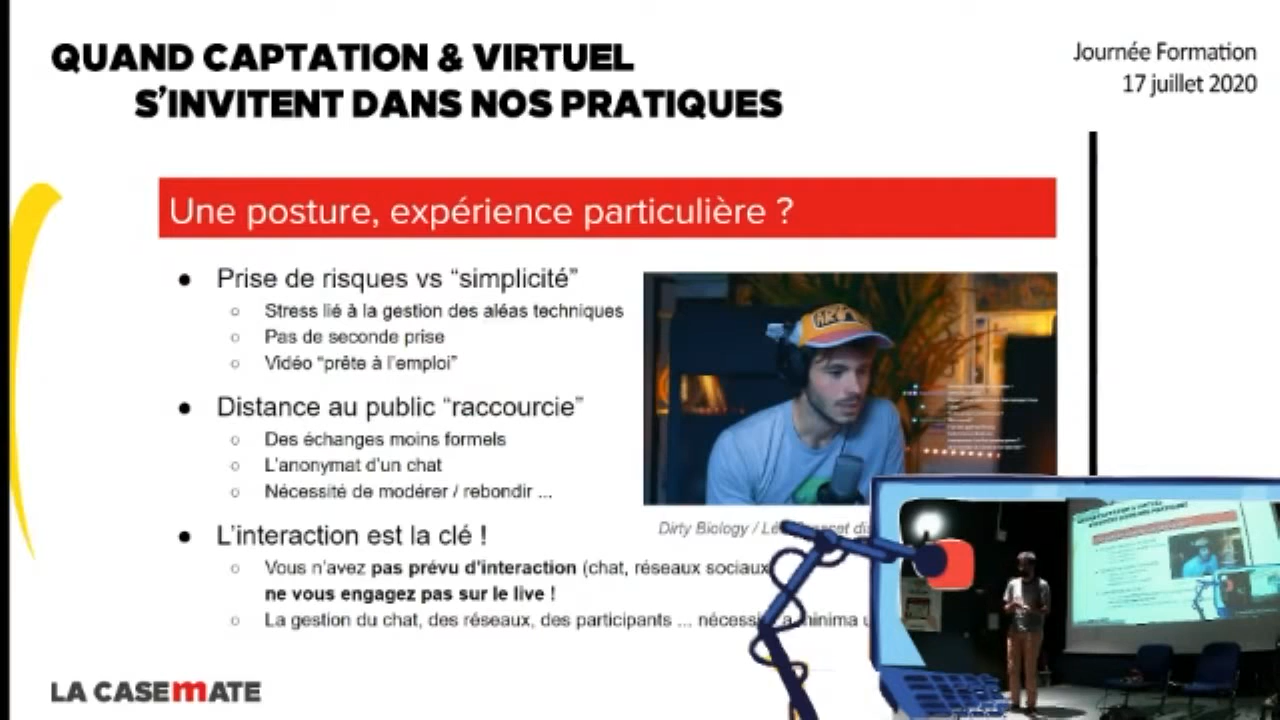 QUAND CAPTATION & VIRTUEL
S'INVITENT DANS NOS PRATIQUES
Journée Formation
17 juillet 2020
Une posture, expérience particulière ?
● Prise de risques vs “simplicité”
○ Stress lié à la gestion des aléas techniques
○ Pas de seconde prise
○ Vidéo “prête à l’emploi”
● Distance au public “raccourcie”
○ Des échanges moins formels
○ L’anonymat d’un chat
○ Nécessité de modérer / rebondir ...
Dirty Biology /
● L’interaction est la clé !
○ Vous n’avez pas prévu d’interaction (chat, réseaux sociaux
ne vous engagez pas sur le live !
○ La gestion du chat, des réseaux, des participants ... a minima
LA CASEMATE